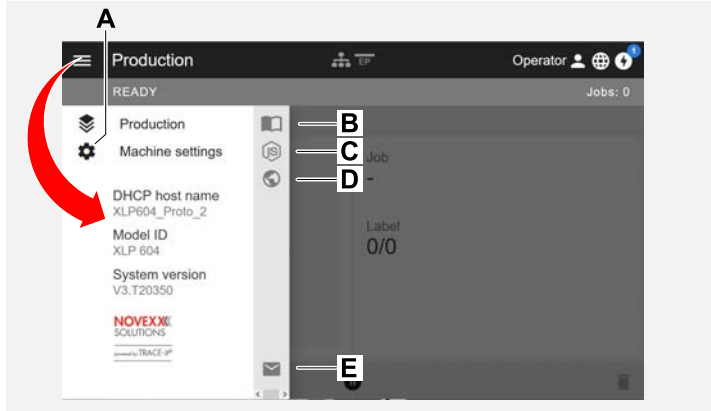 A
Production
EP
Operator
1
READY
Jobs: 0
Production
B
Machine settings
JS
C
Job
-
D
DHCP host name
XLP604_Proto_2
Label
0/0
Model ID
XLP 604
System version
V3.T20350
NOVEXX
SOLUTIONS
powered by TRACE-it®
E